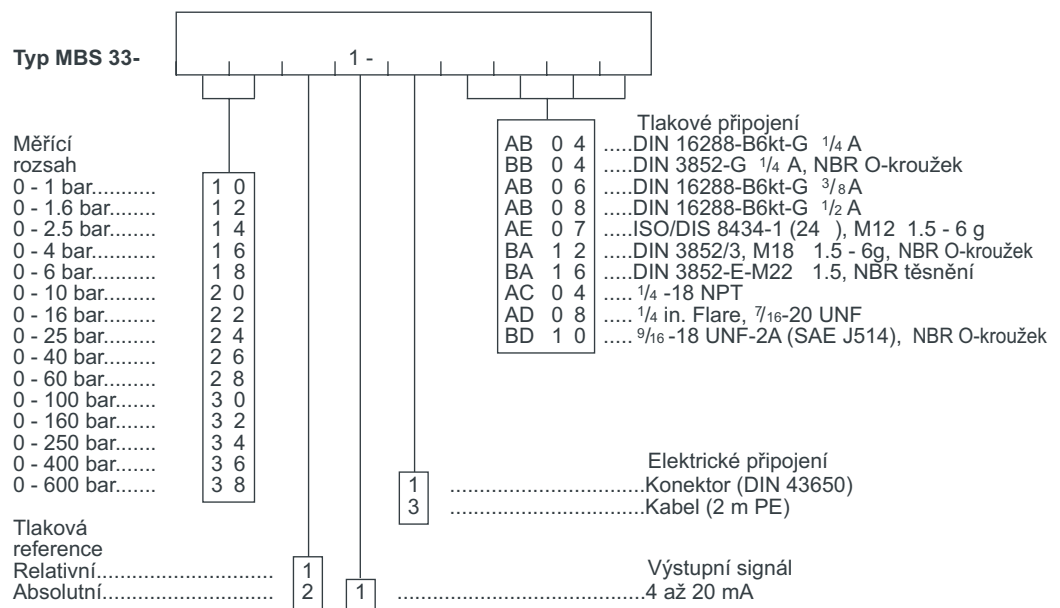 Typ MBS 33- 1 -
Měřící
rozsah
0 - 1 bar........... 1 0
0 - 1.6 bar......... 1 2
0 - 2.5 bar......... 1 4
0 - 4 bar........... 1 6
0 - 6 bar........... 1 8
0 - 10 bar......... 2 0
0 - 16 bar......... 2 2
0 - 25 bar......... 2 4
0 - 40 bar......... 2 6
0 - 60 bar......... 2 8
0 - 100 bar....... 3 0
0 - 160 bar....... 3 2
0 - 250 bar....... 3 4
0 - 400 bar....... 3 6
0 - 600 bar....... 3 8
Tlakové připojení
AB 0 4 .....DIN 16288-B6kt-G 1/4 A
BB 0 4 .....DIN 3852-G 1/4 A, NBR O-kroužek
AB 0 6 .....DIN 16288-B6kt-G 3/8A
AB 0 8 .....DIN 16288-B6kt-G 1/2 A
AE 0 7 .....ISO/DIS 8434-1 (24 ), M12 1.5 - 6 g
BA 1 2 .....DIN 3852/3, M18 1.5 - 6g, NBR O-kroužek
BA 1 6 .....DIN 3852-E-M22 1.5, NBR těsnění
AC 0 4 ..... 1/4 -18 NPT
AD 0 8 ..... 1/4 in. Flare, 7/16-20 UNF
BD 1 0 ..... 9/16 -18 UNF-2A (SAE J514), NBR O-kroužek
Elektrické připojení
1 .....................................Konektor (DIN 43650)
3 .....................................Kabel (2 m PE)
Tlaková
reference
Relativní................................. 1
Absolutní................................ 2
Výstupní signál
1 ..............................................4 až 20 mA